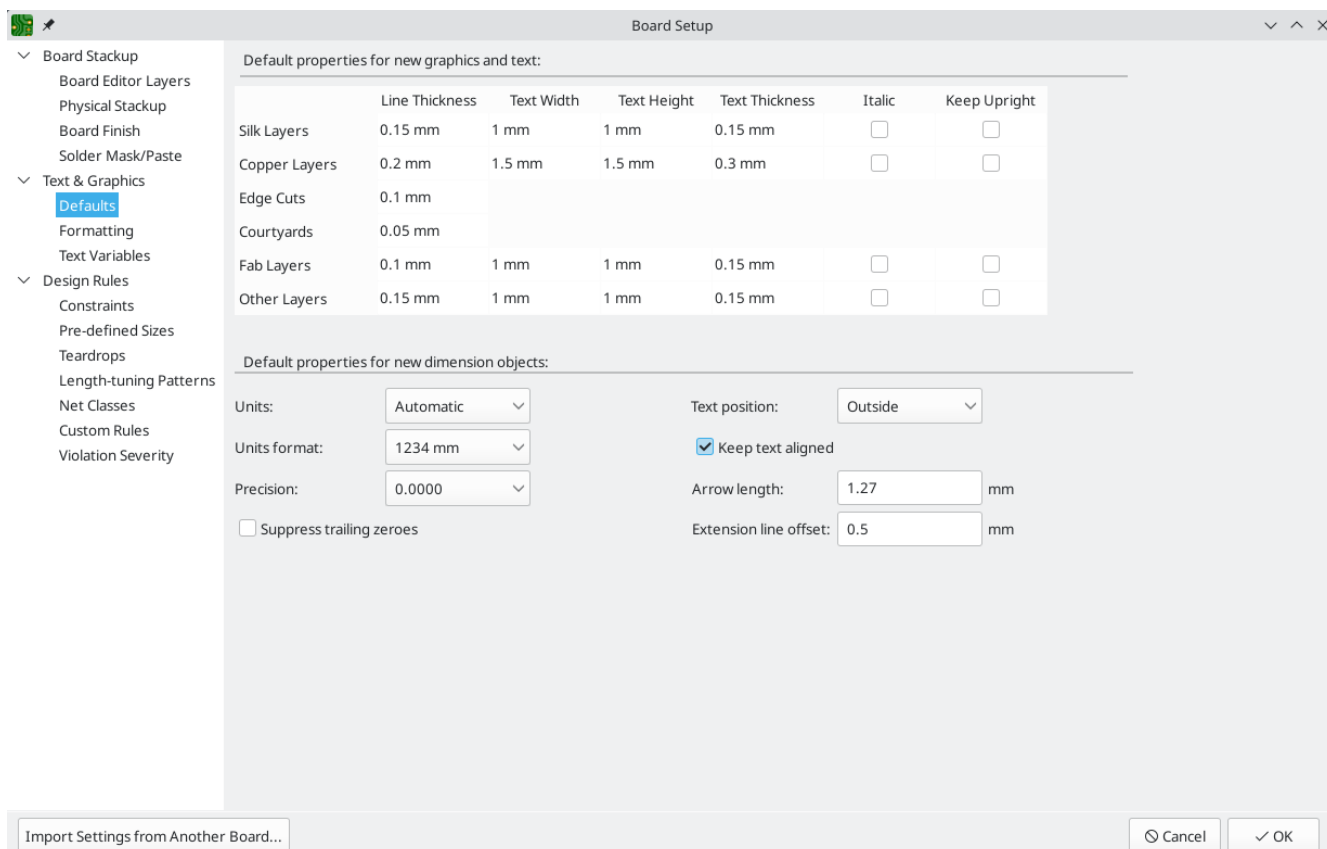 Board Setup
Board Stackup
Board Editor Layers
Physical Stackup
Board Finish
Solder Mask/Paste
Text & Graphics
Defaults
Formatting
Text Variables
Design Rules
Constraints
Pre-defined Sizes
Teardrops
Length-tuning Patterns
Net Classes
Custom Rules
Violation Severity
Default properties for new graphics and text:
Line Thickness Text Width Text Height Text Thickness Italic Keep Upright
Silk Layers 0.15 mm 1 mm 1 mm 0.15 mm
Copper Layers 0.2 mm 1.5 mm 1.5 mm 0.3 mm
Edge Cuts 0.1 mm
Courtyards 0.05 mm
Fab Layers 0.1 mm 1 mm 1 mm 0.15 mm
Other Layers 0.15 mm 1 mm 1 mm 0.15 mm
Default properties for new dimension objects:
Units: Automatic Text position: Outside
Units format: 1234 mm Keep text aligned
Precision: 0.0000 Arrow length: 1.27 mm
Suppress trailing zeroes Extension line offset: 0.5 mm
Import Settings from Another Board... Cancel OK